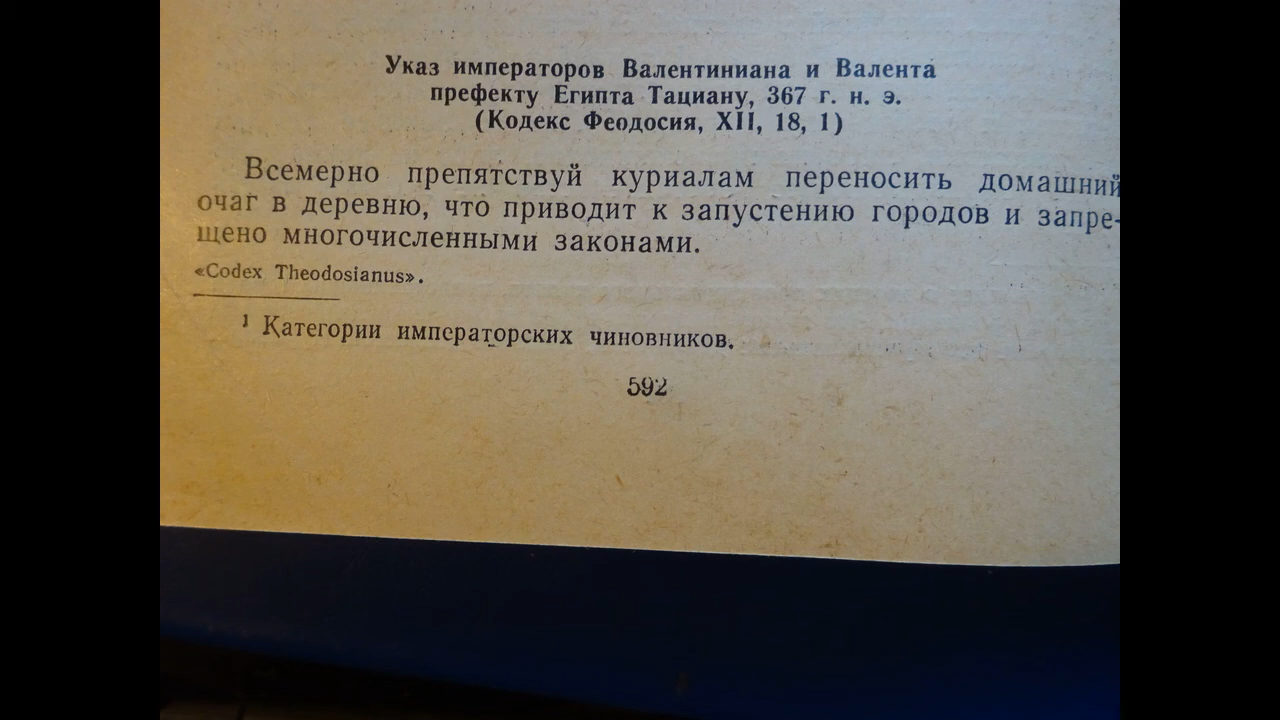 Указ императоров Валентиниана и Валента
префекту Египта Тациану, 367 г. н. э.
(Кодекс Феодосия, XII, 18, 1)
Всемерно препятствуй куриалам переносить домашний
очаг в деревню, что приводит к запустению городов и запре-
щено многочисленными законами.
«Codex Theodosianus».
¹ Категории императорских чиновников.
592